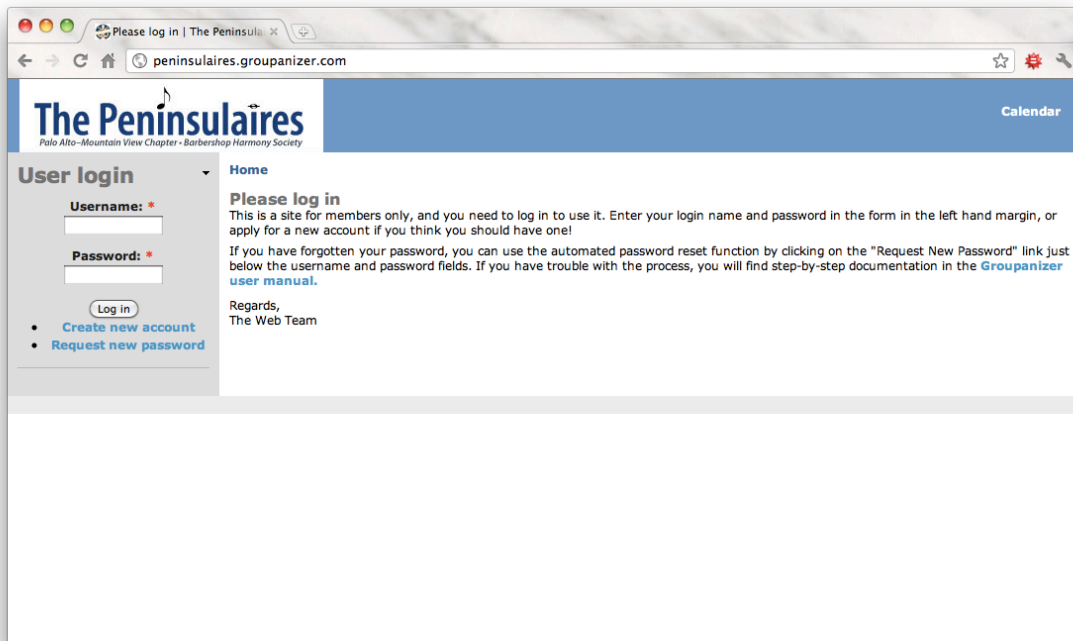 Please log in | The Peninsula
peninsulaires.groupanizer.com
The Peninsulaires
Palo Alto–Mountain View Chapter • Barbershop Harmony Society
Calendar
User login
Username: *
Password: *
Log in
• Create new account
• Request new password
Home
Please log in
This is a site for members only, and you need to log in to use it. Enter your login name and password in the form in the left hand margin, or
apply for a new account if you think you should have one!
If you have forgotten your password, you can use the automated password reset function by clicking on the "Request New Password" link just
below the username and password fields. If you have trouble with the process, you will find step-by-step documentation in the Groupanizer
user manual.
Regards,
The Web Team